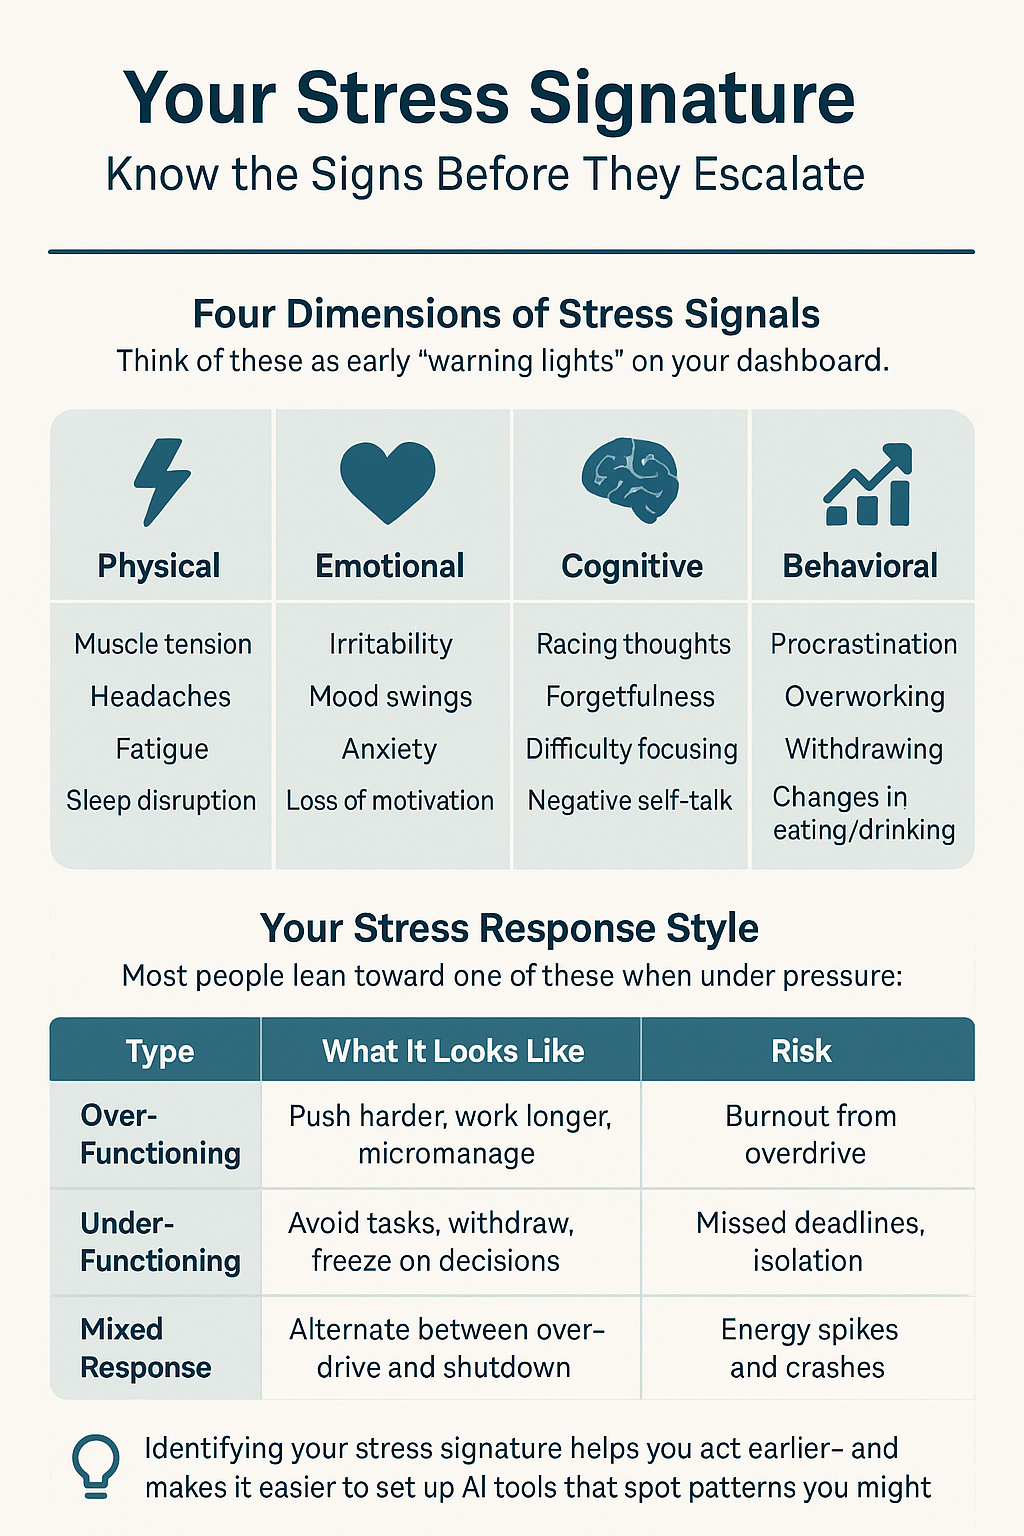 Your Stress Signature
Know the Signs Before They Escalate
Four Dimensions of Stress Signals
Think of these as early “warning lights” on your dashboard.
Physical
Muscle tension
Headaches
Fatigue
Sleep disruption
Emotional
Irritability
Mood swings
Anxiety
Loss of motivation
Cognitive
Racing thoughts
Forgetfulness
Difficulty focusing
Negative self-talk
Behavioral
Procrastination
Overworking
Withdrawing
Changes in
eating/drinking
Your Stress Response Style
Most people lean toward one of these when under pressure:
Type
What It Looks Like
Risk
Over-
Functioning
Push harder, work longer,
micromanage
Burnout from
overdrive
Under-
Functioning
Avoid tasks, withdraw,
freeze on decisions
Missed deadlines,
isolation
Mixed
Response
Alternate between over–
drive and shutdown
Energy spikes
and crashes
Identifying your stress signature helps you act earlier– and
makes it easier to set up AI tools that spot patterns you might